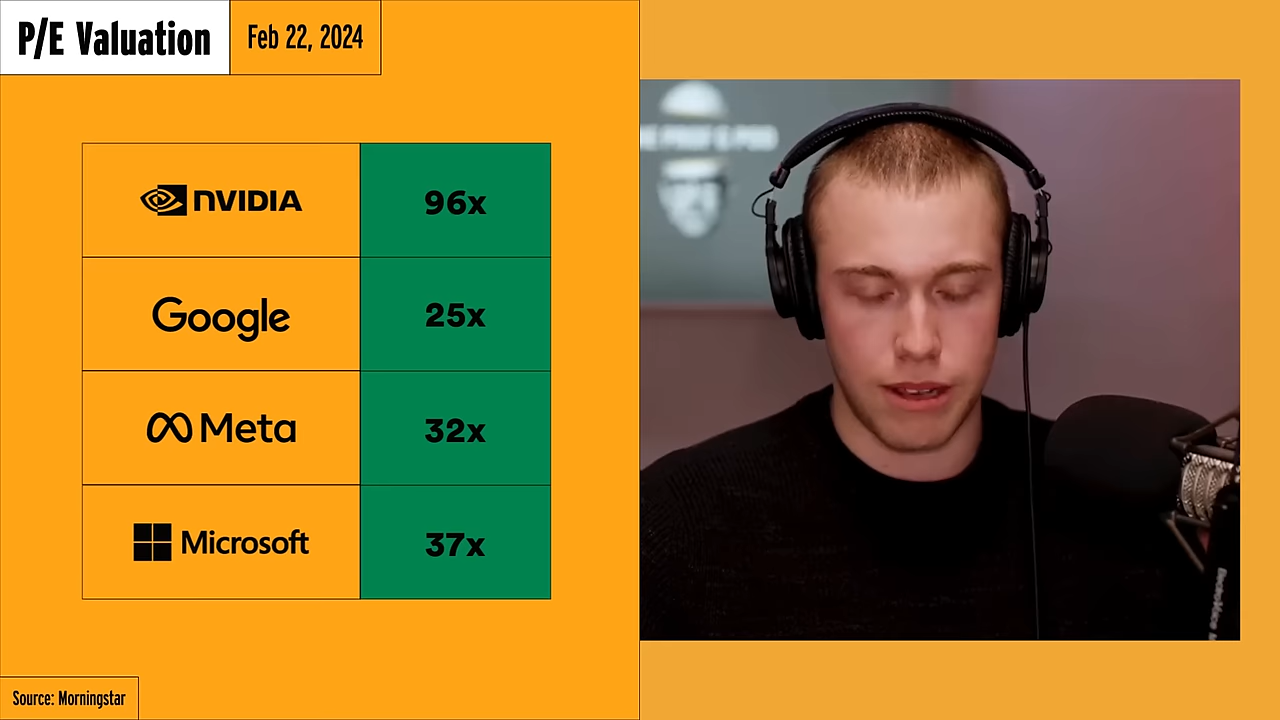 P/E Valuation
Feb 22, 2024
NVIDIA 96x
Google 25x
Meta 32x
Microsoft 37x
Source: Morningstar